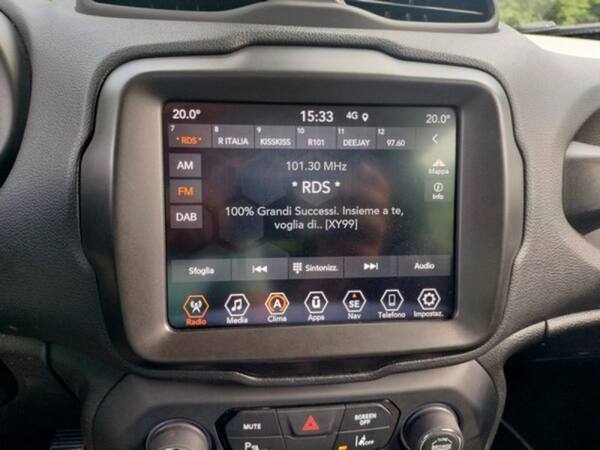 20.0° 15:33 4G 20.0°
7 8 9 10 11 12
* RDS * R ITALIA KISSKISS R101 DEEJAY 97.60
AM
FM
DAB
101.30 MHz
* RDS *
100% Grandi Successi. Insieme a te,
voglia di.. [XY99]
Mappa
i
Info
Sfoglia Sintonizz. Audio
A ü SE
Radio Media Clima Apps Nav Telefono Impostaz.
MUTE SCREEN
OFF
P OFF